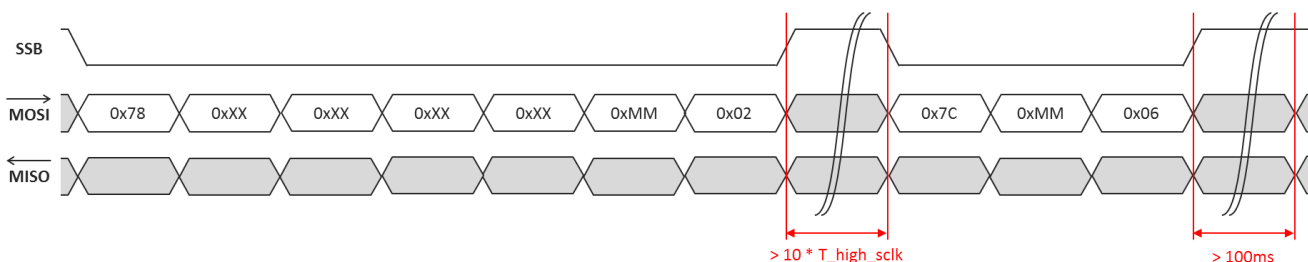 SSB
MOSI 0x78 0xXX 0xXX 0xXX 0xXX 0xMM 0x02 0x7C 0xMM 0x06
MISO
> 10 * T_high_sclk > 100ms